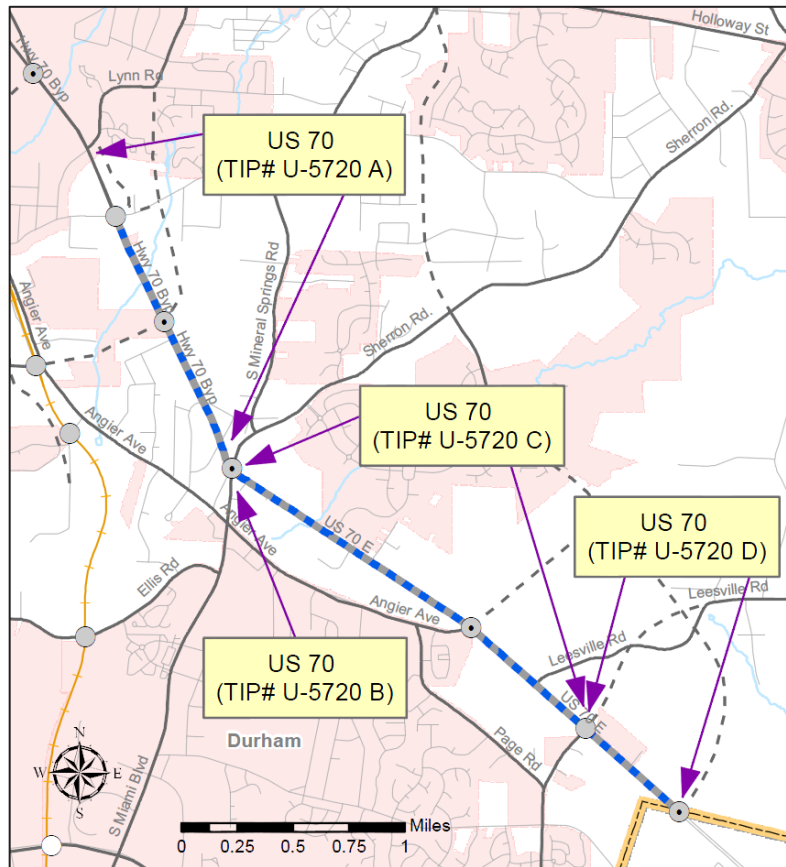 Holloway St
Hwy 70 Byp
Lynn Rd
Sherron Rd.
US 70
(TIP# U-5720 A)
S Mineral Springs Rd
Hwy 70 Byp
Angier Ave
Hwy 70 Byp
Sherron Rd.
US 70
(TIP# U-5720 C)
Angier Ave
Angier Ave
US 70 E
US 70
(TIP# U-5720 D)
Ellis Rd
Leesville Rd
Angier Ave
Leesville Rd
US 70
(TIP# U-5720 B)
US 70 E
Durham
Page Rd
N
W E
S
S Miami Blvd
Miles
0 0.25 0.5 0.75 1